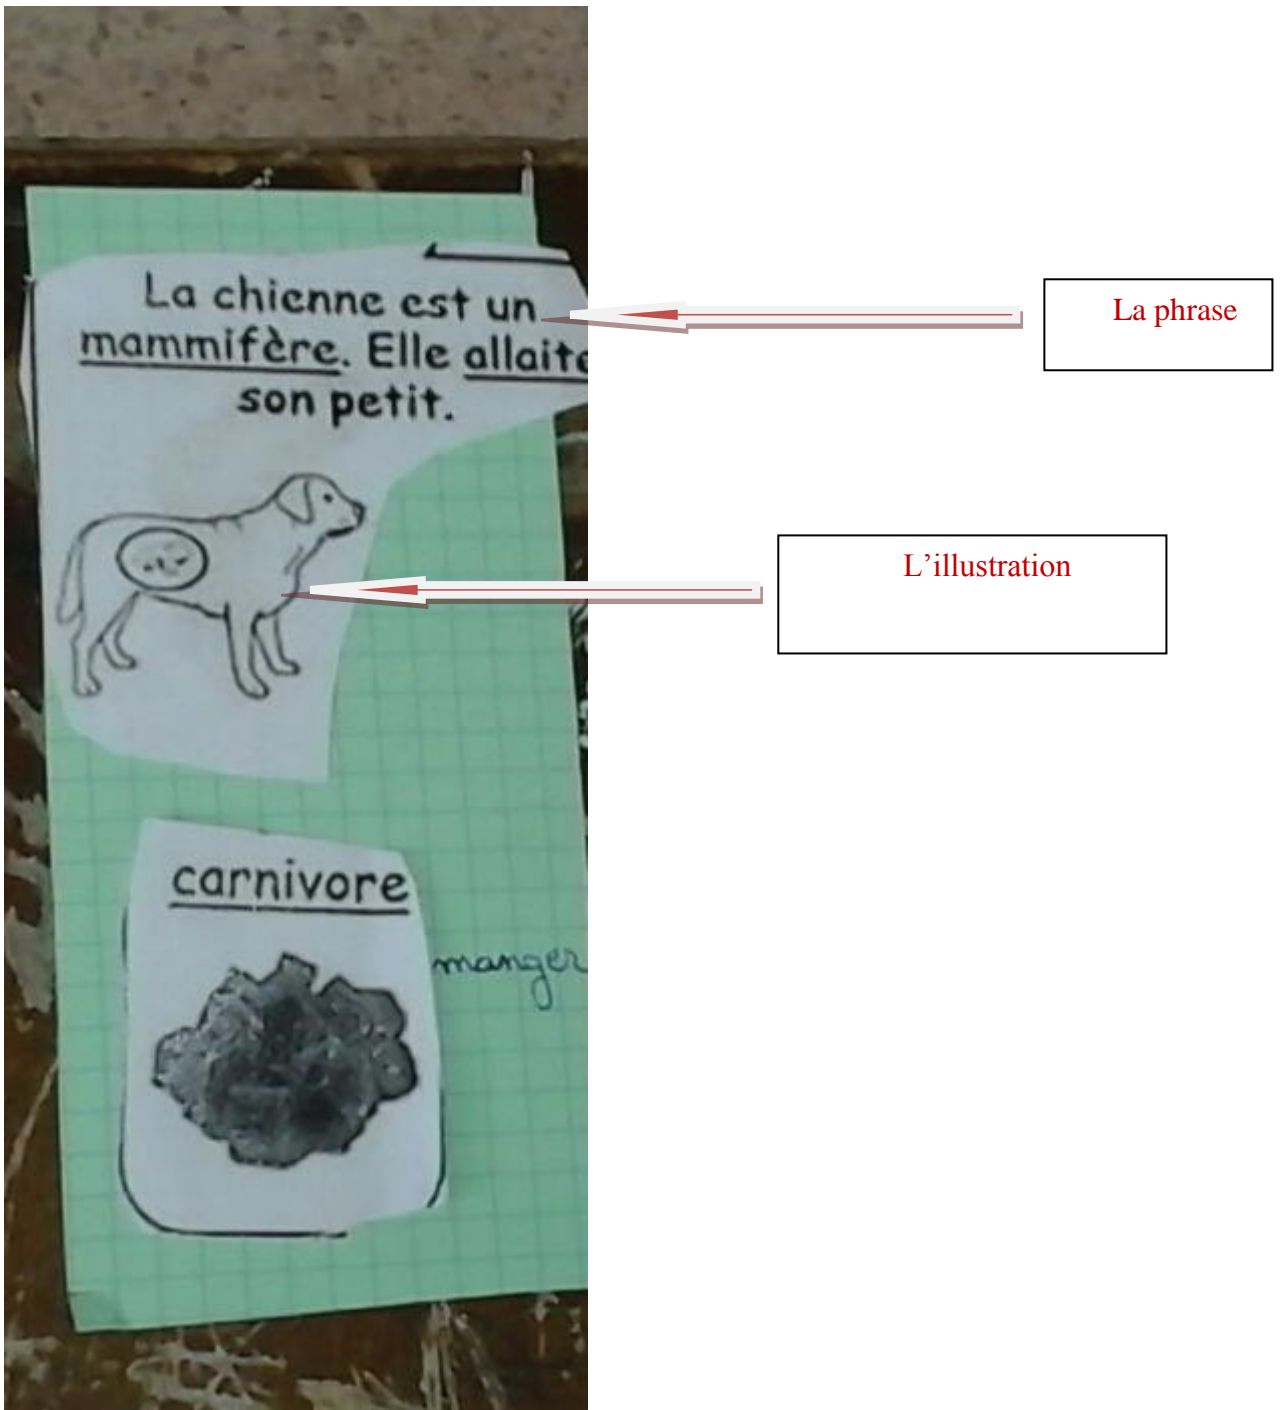 La chienne est un
mammifère. Elle allaite
son petit.
La phrase
L'illustration
carnivore
manger